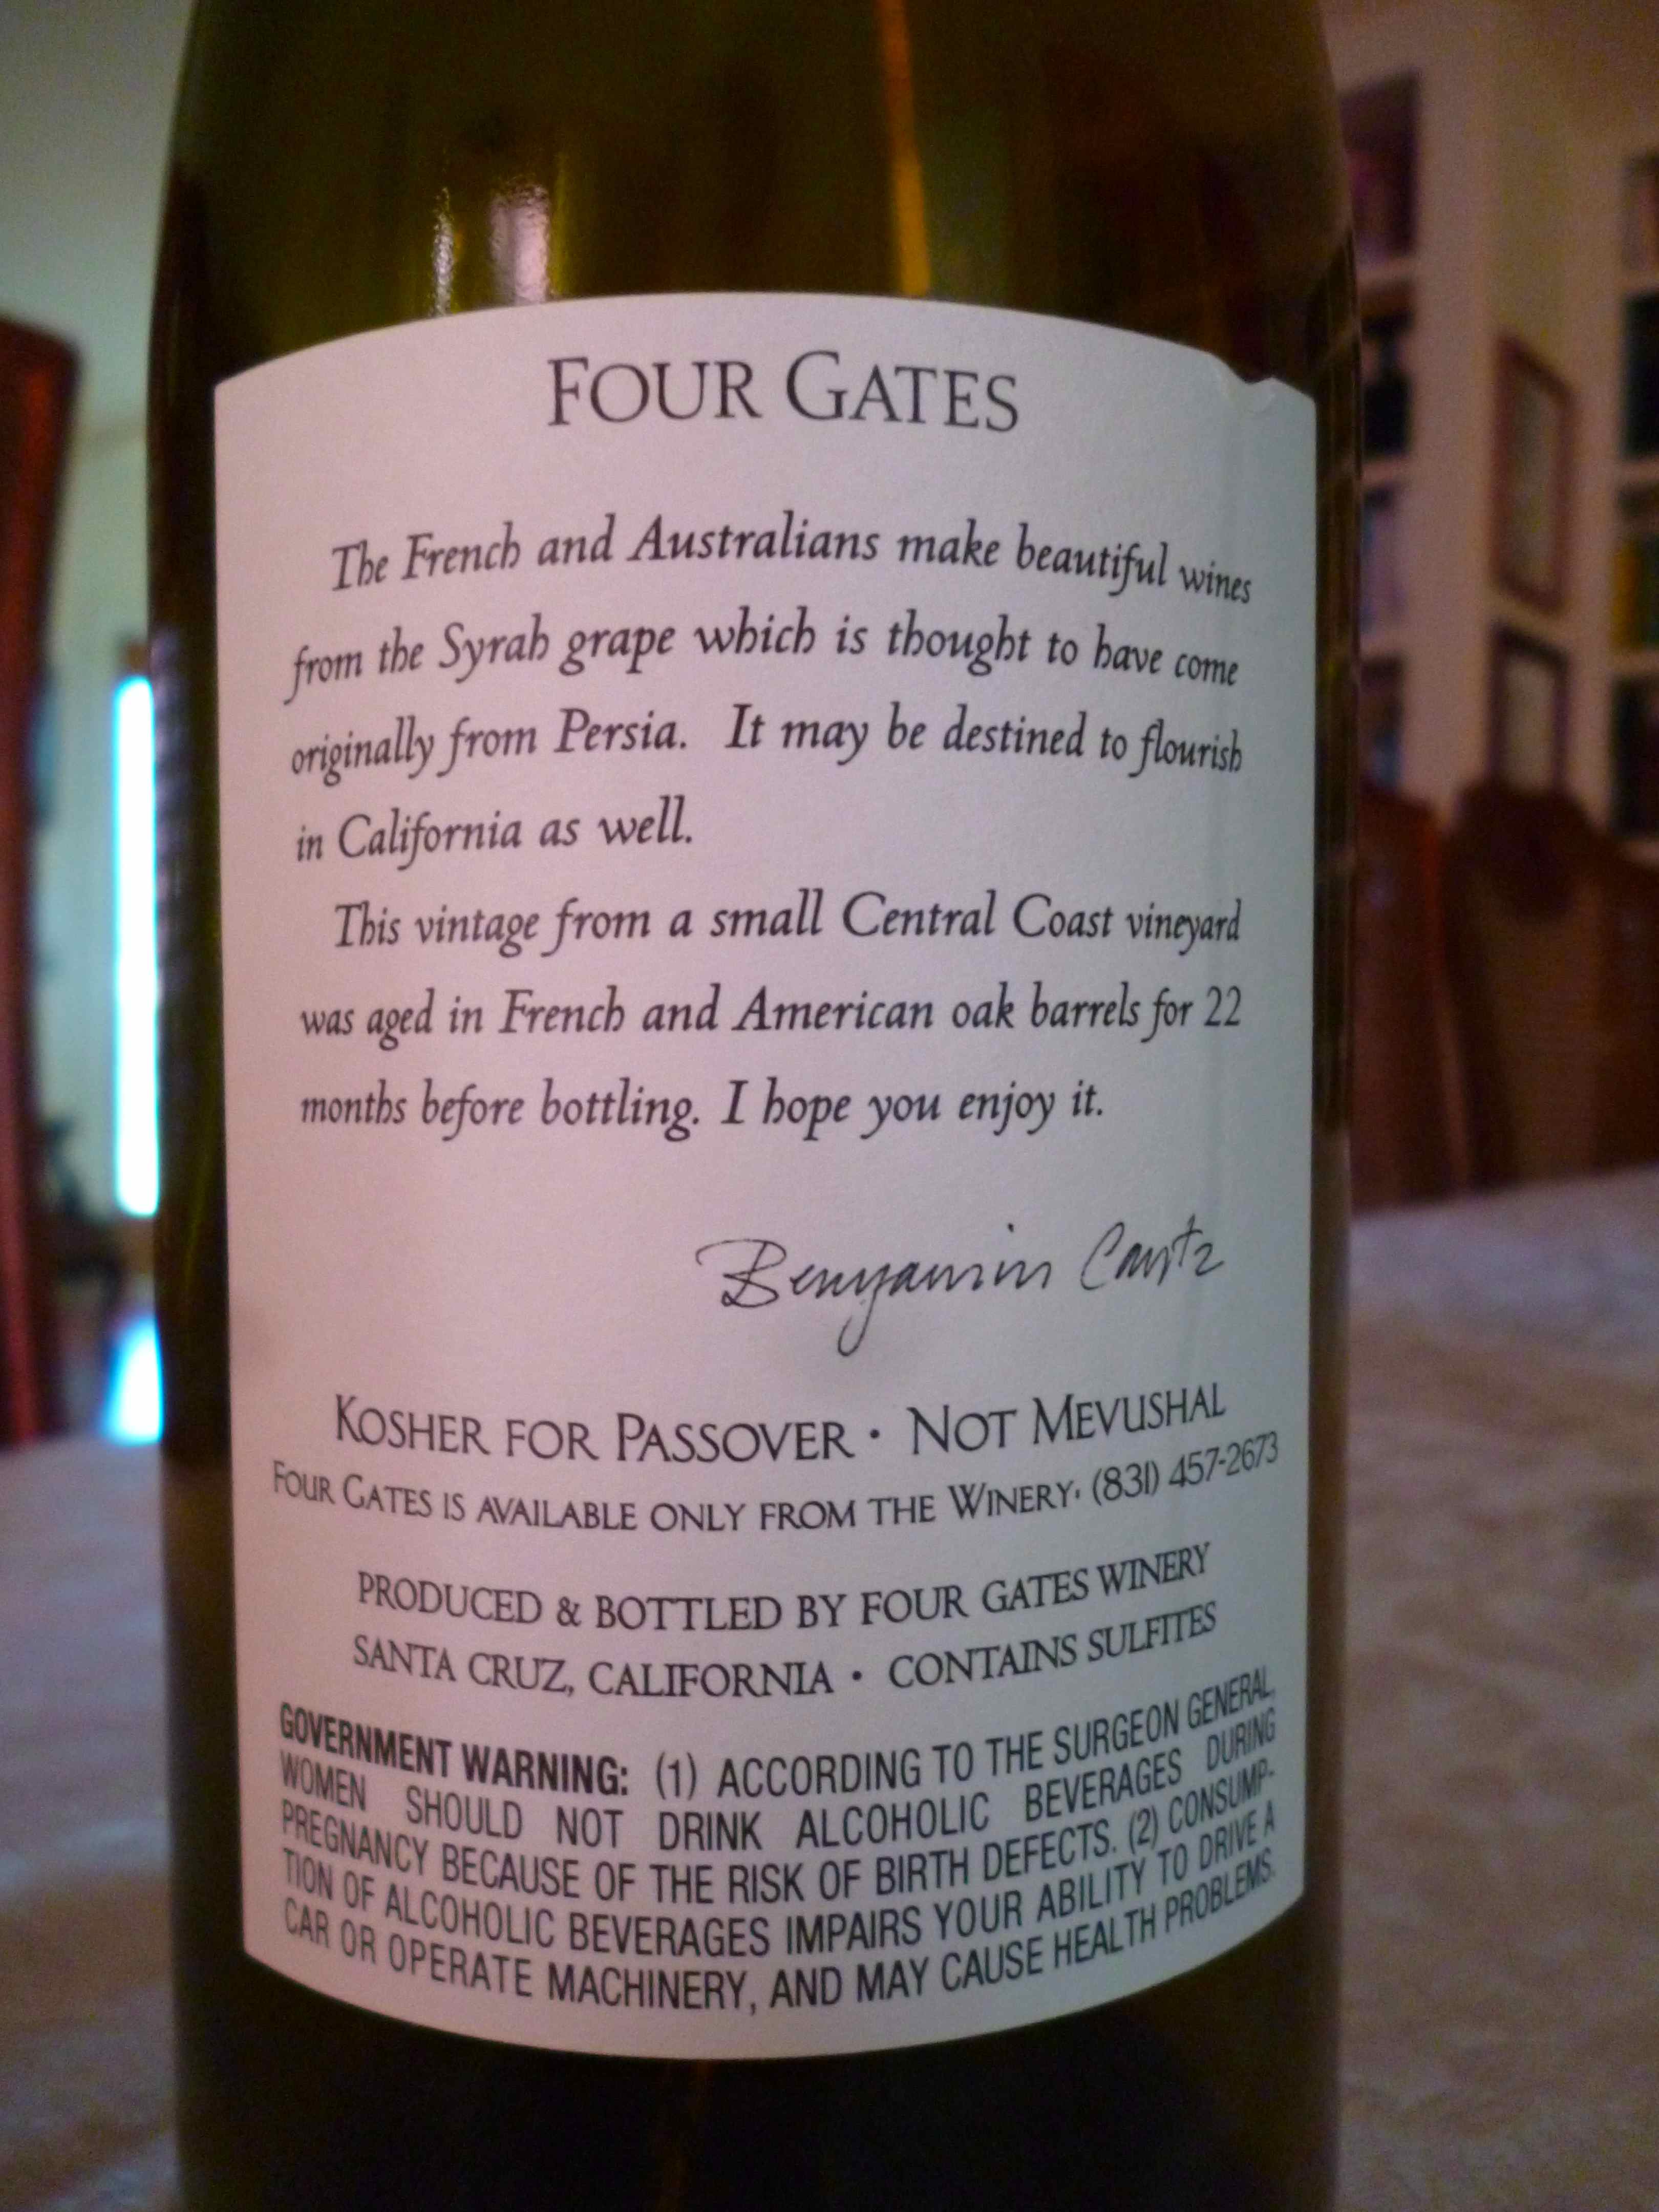 FOUR GATES
The French and Australians make beautiful wines
from the Syrah grape which is thought to have come
originally from Persia. It may be destined to flourish
in California as well.
This vintage from a small Central Coast vineyard
was aged in French and American oak barrels for 22
months before bottling. I hope you enjoy it.
Benyamin Cantz
KOSHER FOR PASSOVER · NOT MEVUSHAL
FOUR GATES IS AVAILABLE ONLY FROM THE WINERY· (831) 457-2673
PRODUCED & BOTTLED BY FOUR GATES WINERY
SANTA CRUZ, CALIFORNIA · CONTAINS SULFITES
GOVERNMENT WARNING: (1) ACCORDING TO THE SURGEON GENERAL,
WOMEN SHOULD NOT DRINK ALCOHOLIC BEVERAGES DURING
PREGNANCY BECAUSE OF THE RISK OF BIRTH DEFECTS. (2) CONSUMP-
TION OF ALCOHOLIC BEVERAGES IMPAIRS YOUR ABILITY TO DRIVE A
CAR OR OPERATE MACHINERY, AND MAY CAUSE HEALTH PROBLEMS.